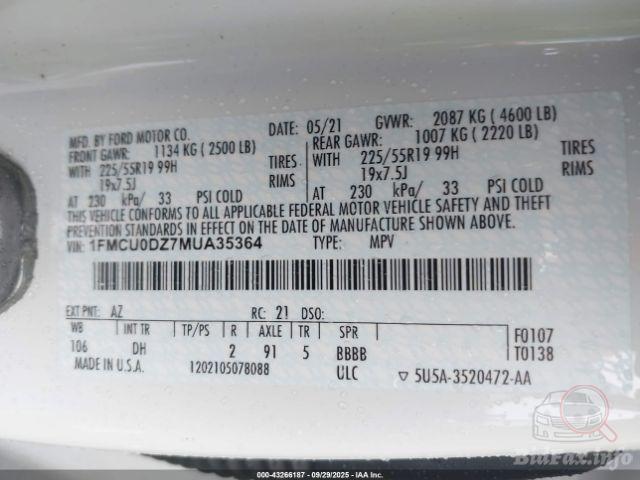 MFD. BY FORD MOTOR CO.
DATE: 05/21 GVWR: 2087 KG ( 4600 LB)
FRONT GAWR: 1134 KG ( 2500 LB) REAR GAWR: 1007 KG ( 2220 LB)
WITH 225/55R19 99H TIRES WITH 225/55R19 99H TIRES
19x7.5J RIMS 19x7.5J RIMS
AT 230 kPa/ 33 PSI COLD AT 230 kPa/ 33 PSI COLD
THIS VEHICLE CONFORMS TO ALL APPLICABLE FEDERAL MOTOR VEHICLE SAFETY AND THEFT
PREVENTION STANDARDS IN EFFECT ON THE DATE OF MANUFACTURE SHOWN ABOVE.
VIN: 1FMCU0DZ7MUA35364 TYPE: MPV
EXT PNT: AZ RC: 21 DSO:
WB INT TR TP/PS R AXLE TR SPR F0107
106 DH 2 91 5 BBBB T0138
MADE IN U.S.A. 1202105078088 ULC ▽ 5U5A-3520472-AA
BidFax.info
000-43266187 - 09/29/2025 - IAA Inc.